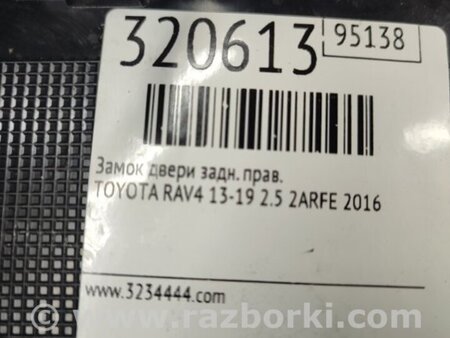 320613 95138
Замок двери задн. прав.
TOYOTA RAV4 13-19 2.5 2ARFE 2016
www.3234444.com
www.razborki.com